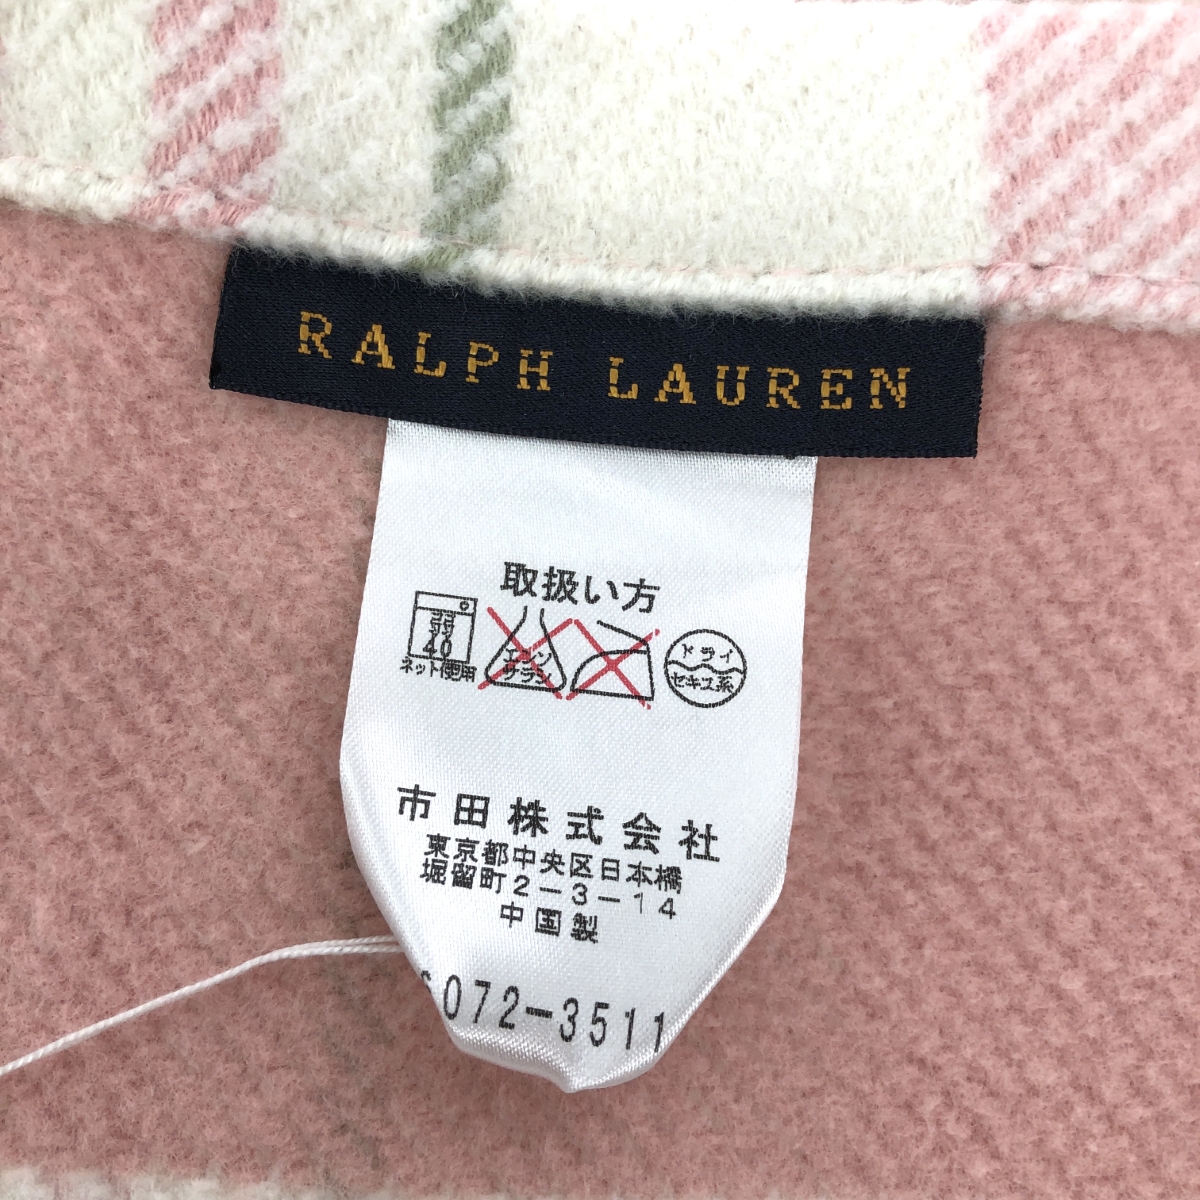 RALPH LAUREN
取扱い方
弱
40
ネット使用
エンソ
サラシ
ドライ
セキユ系
市田株式会社
東京都中央区日本橋
堀留町2-3-14
中国製
072-3511